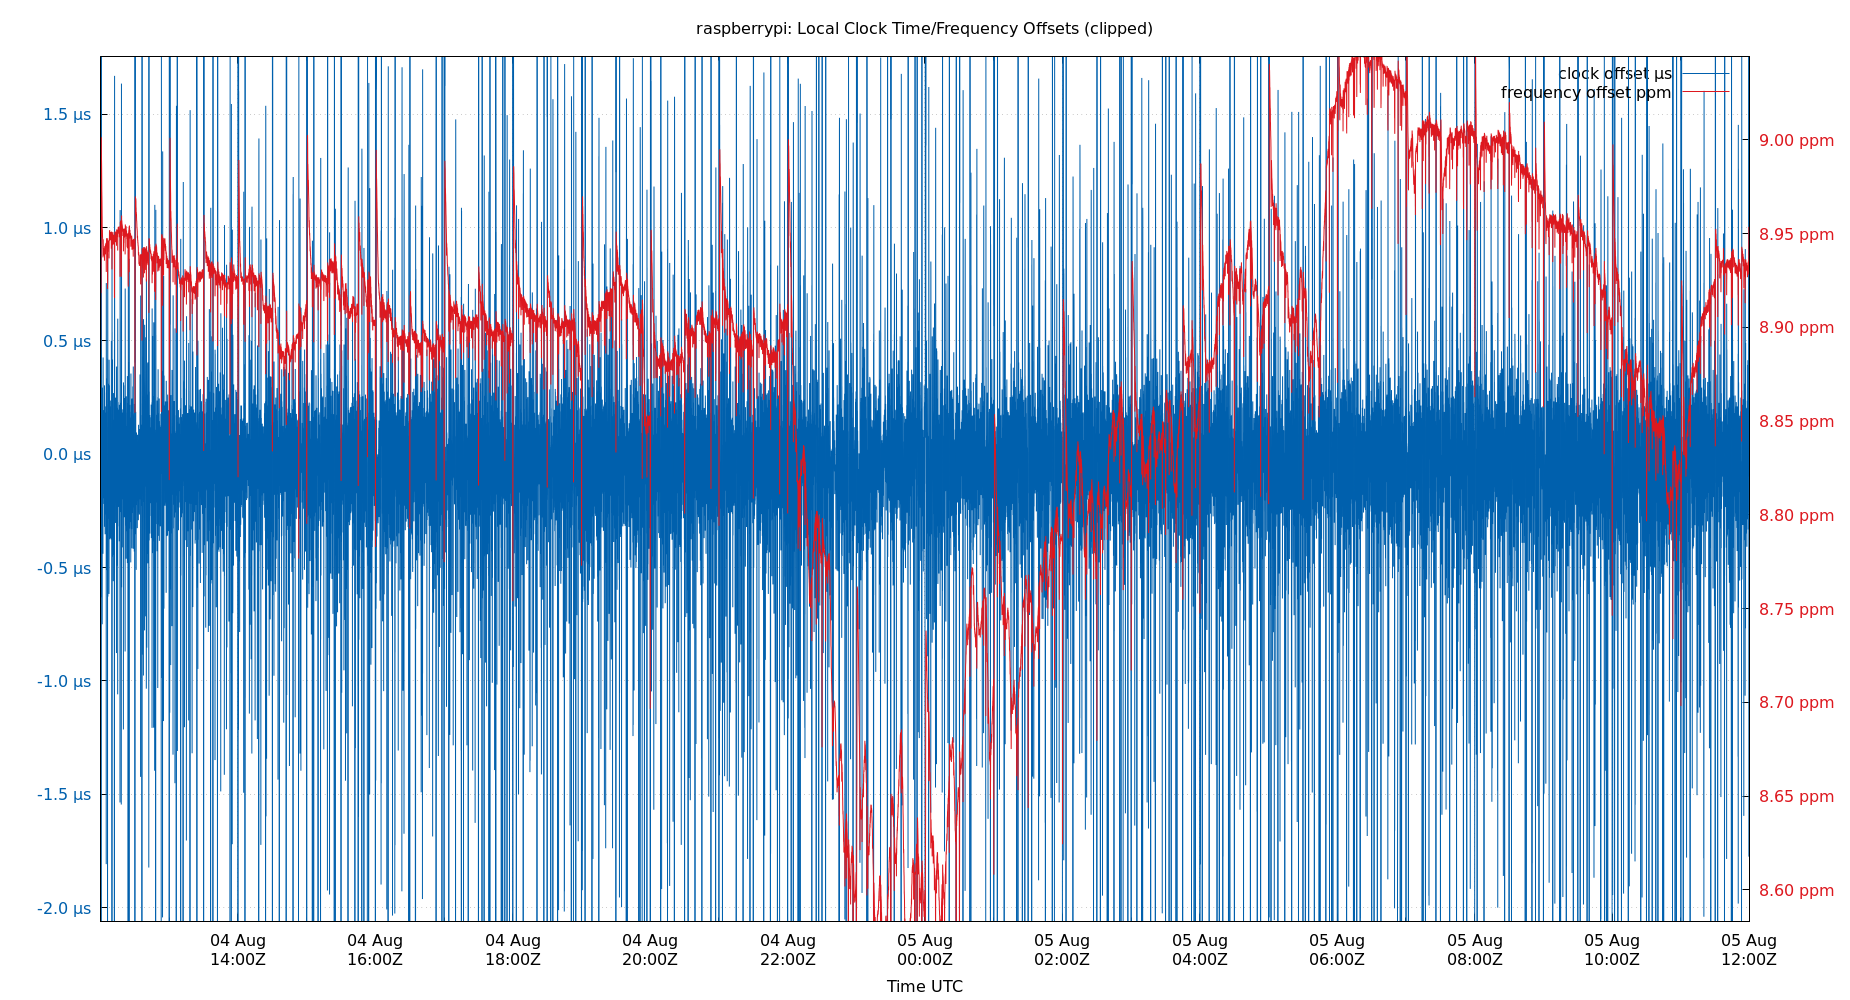 raspberrypi: Local Clock Time/Frequency Offsets (clipped)
clock offset µs
frequency offset ppm
1.5 µs
1.0 µs
0.5 µs
0.0 µs
-0.5 µs
-1.0 µs
-1.5 µs
-2.0 µs
9.00 ppm
8.95 ppm
8.90 ppm
8.85 ppm
8.80 ppm
8.75 ppm
8.70 ppm
8.65 ppm
8.60 ppm
04 Aug 04 Aug 04 Aug 04 Aug 04 Aug 05 Aug 05 Aug 05 Aug 05 Aug 05 Aug 05 Aug 05 Aug
14:00Z 16:00Z 18:00Z 20:00Z 22:00Z 00:00Z 02:00Z 04:00Z 06:00Z 08:00Z 10:00Z 12:00Z
Time UTC